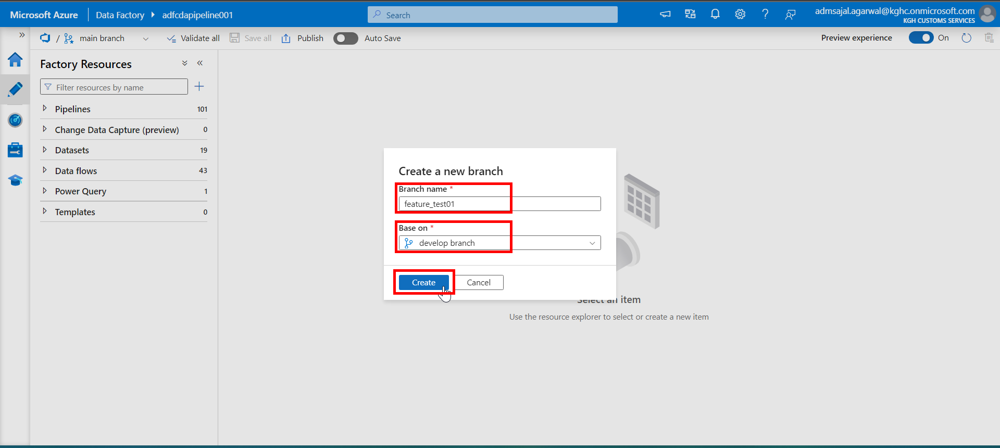 Microsoft Azure
Data Factory
adfcdapipeline001
Search
admsajal.agarwal@kghc.onmicrosoft.com
KGH CUSTOMS SERVICES
/
main branch
Validate all
Save all
Publish
Auto Save
Preview experience
On
Factory Resources
Filter resources by name
Pipelines 101
Change Data Capture (preview) 0
Datasets 19
Data flows 43
Power Query 1
Templates 0
Create a new branch
Branch name *
feature_test01
Base on *
develop branch
Create
Cancel
Select an item
Use the resource explorer to select or create a new item